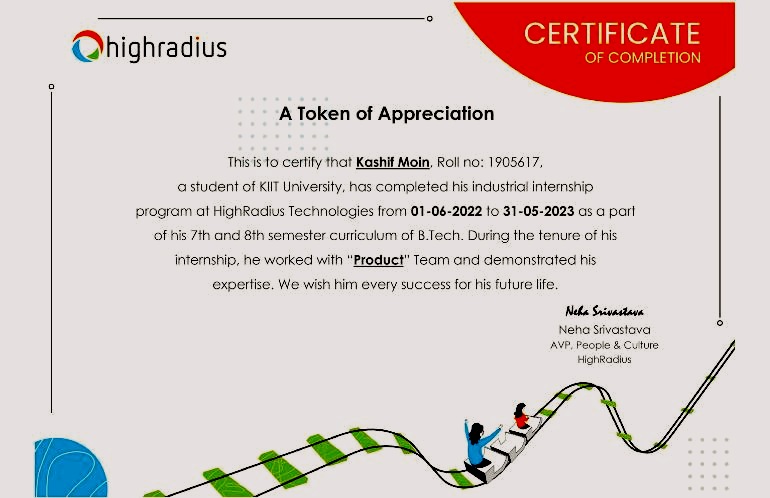 highradius
CERTIFICATE
OF COMPLETION
A Token of Appreciation
This is to certify that Kashif Moin, Roll no: 1905617,
a student of KIIT University, has completed his industrial internship
program at HighRadius Technologies from 01-06-2022 to 31-05-2023 as a part
of his 7th and 8th semester curriculum of B.Tech. During the tenure of his
internship, he worked with “Product” Team and demonstrated his
expertise. We wish him every success for his future life.
Neha Srivastava
Neha Srivastava
AVP, People & Culture
HighRadius